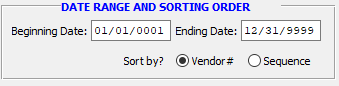 DATE RANGE AND SORTING ORDER
Beginning Date: 01/01/0001 Ending Date: 12/31/9999
Sort by? Vendor# Sequence